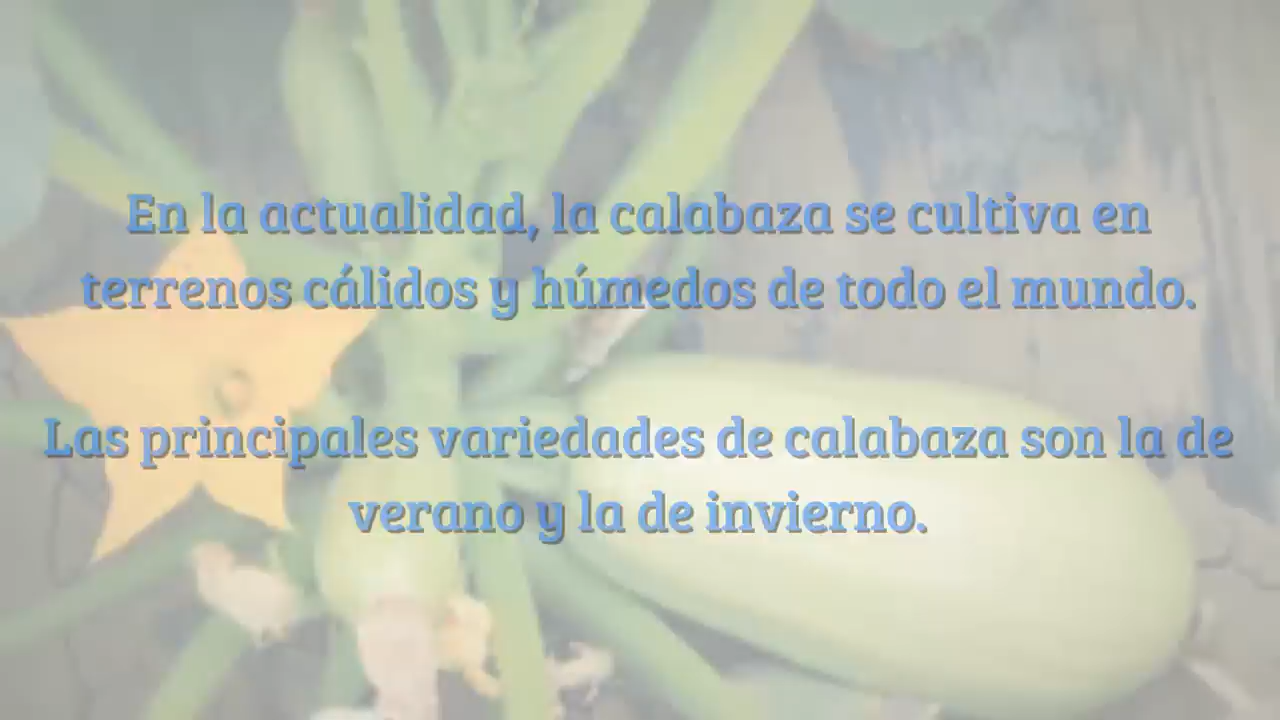 En la actualidad, la calabaza se cultiva en
terrenos cálidos y húmedos de todo el mundo.
Las principales variedades de calabaza son la de
verano y la de invierno.